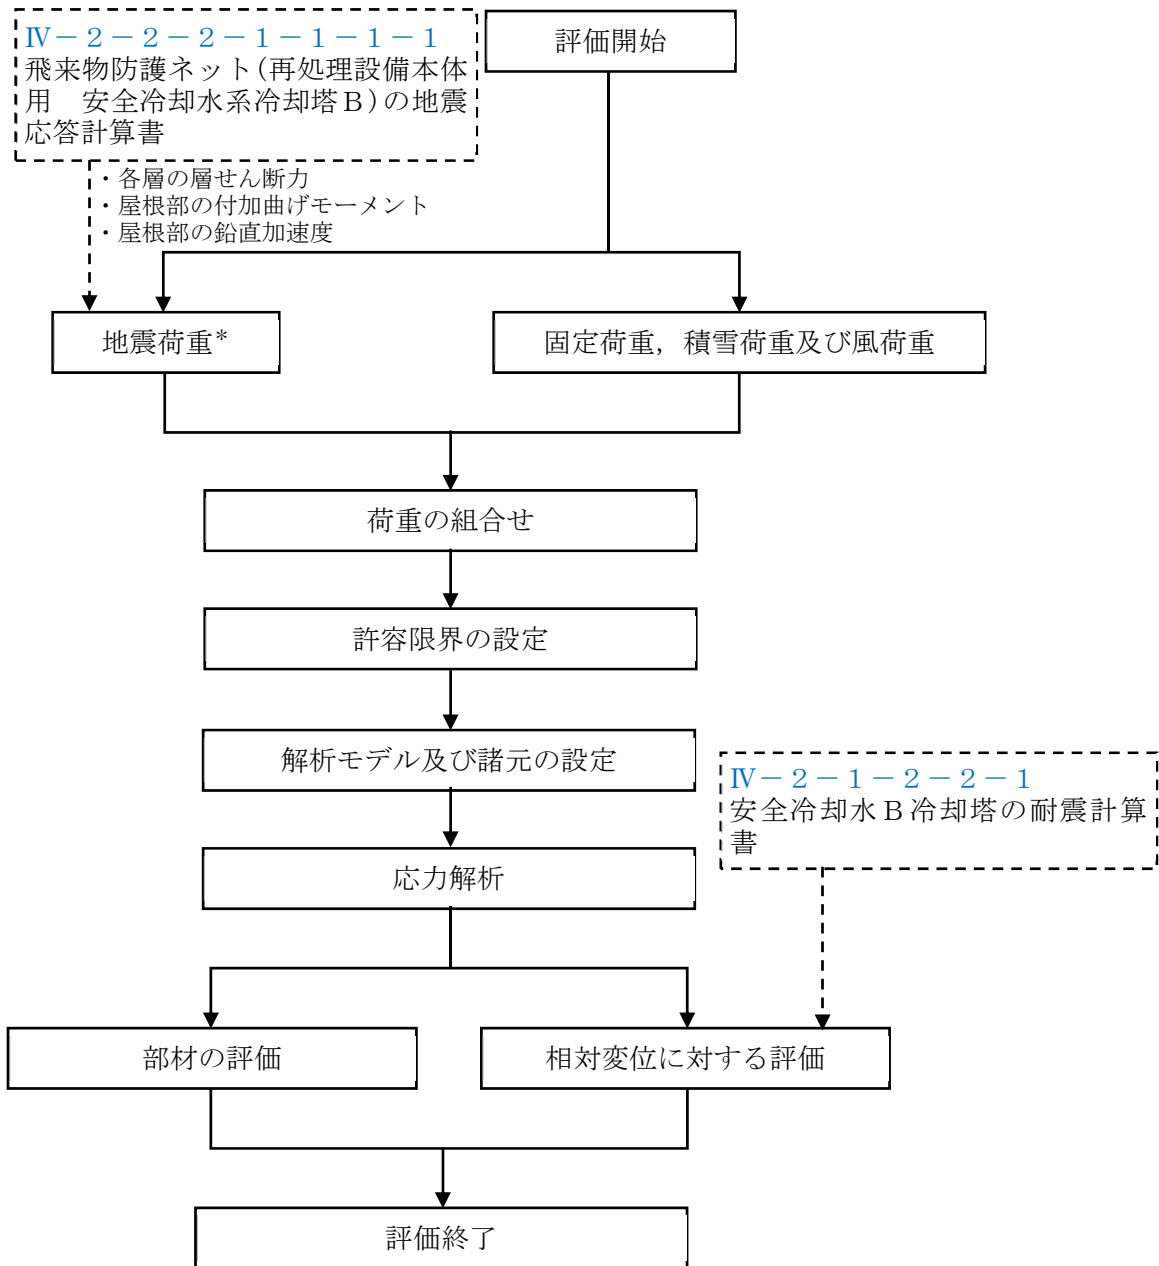 Ⅳ－２－２－２－１－１－１－１
飛来物防護ネット(再処理設備本体
用　安全冷却水系冷却塔Ｂ)の地震
応答計算書
評価開始
・各層の層せん断力
・屋根部の付加曲げモーメント
・屋根部の鉛直加速度
地震荷重*
固定荷重，積雪荷重及び風荷重
荷重の組合せ
許容限界の設定
解析モデル及び諸元の設定
Ⅳ－２－１－２－２－１
安全冷却水Ｂ冷却塔の耐震計算
書
応力解析
部材の評価
相対変位に対する評価
評価終了